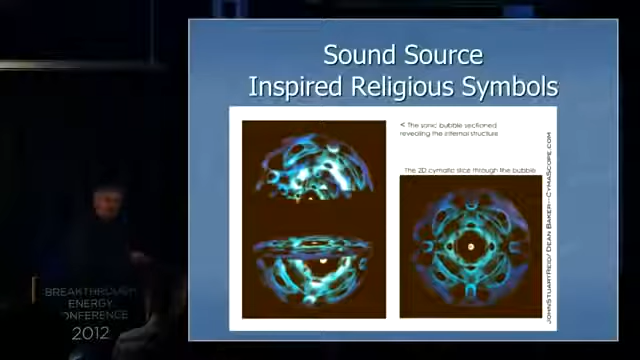 Sound Source
Inspired Religious Symbols
< The sonic bubble sectioned
revealing the internal structure
The 2D cymatic slice through the bubble
JOHNSTUARTREID/ DEAN BAKER--CYMASCOPE.COM
BREAKTHROUGH
ENERGY
CONFERENCE
2012